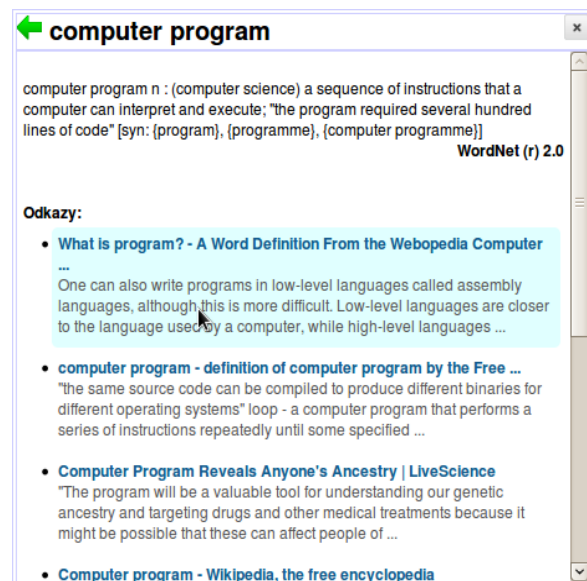 computer program
computer program n : (computer science) a sequence of instructions that a
computer can interpret and execute; "the program required several hundred
lines of code" [syn: {program}, {programme}, {computer programme}]
WordNet (r) 2.0
Odkazy:
What is program? - A Word Definition From the Webopedia Computer
...
One can also write programs in low-level languages called assembly
languages, although this is more difficult. Low-level languages are closer
to the language used by a computer, while high-level languages ...
computer program - definition of computer program by the Free ...
"the same source code can be compiled to produce different binaries for
different operating systems" loop - a computer program that performs a
series of instructions repeatedly until some specified ...
Computer Program Reveals Anyone's Ancestry | LiveScience
"The program will be a valuable tool for understanding our genetic
ancestry and targeting drugs and other medical treatments because it
might be possible that these can affect people of ...
Computer program - Wikipedia, the free encyclopedia